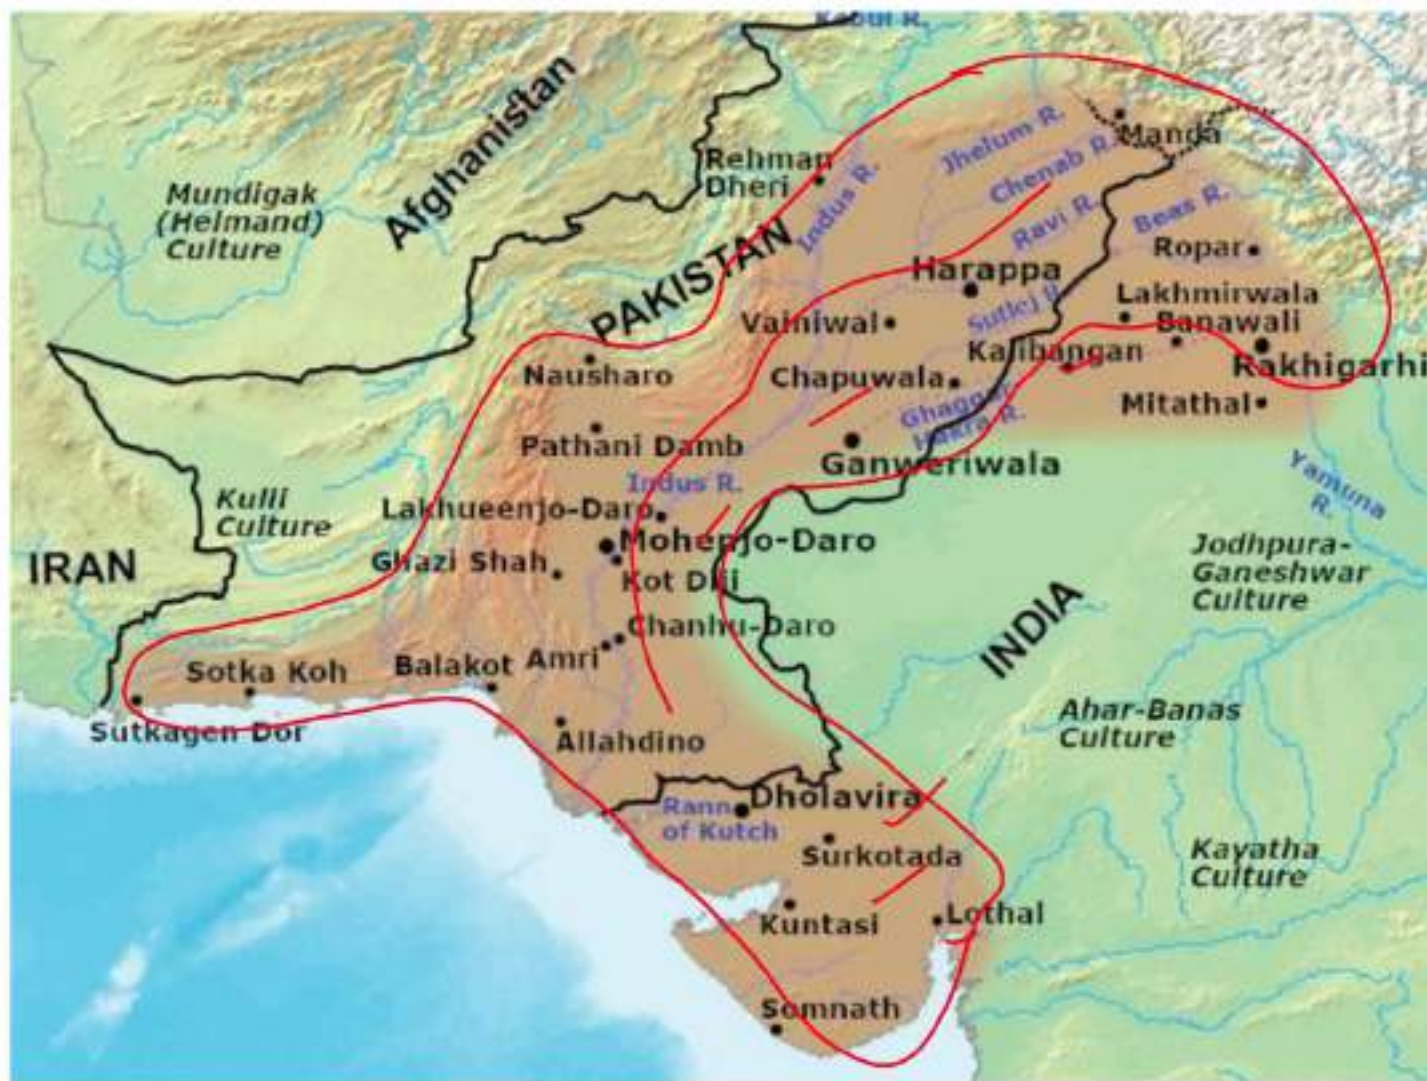 Kabul R.
Afghanistan
Manda
Jhelum R.
Rehman
Dheri
Chenab R.
Indus R.
Mundigak
(Helmand)
Culture
Ravi R.
Beas R.
Ropar
PAKISTAN
Harappa
Lakhmirwala
Sutlej R.
Vainiwal
Banawali
Kalibangan
Rakhigarhi
Nausharo
Chapuwala
Mitathal
Ghaggar
Hakra R.
Pathani Damb
Ganweriwala
Indus R.
Yamuna
R.
Kulli
Culture
Lakhueenjo-Daro
Mohenjo-Daro
Jodhpura-
Ganeshwar
Culture
IRAN
Ghazi Shah
Kot Diji
Chanhu-Daro
INDIA
Sotka Koh
Balakot
Amri
Sutkagen Dor
Allahdino
Ahar-Banas
Culture
Dholavira
Rann
of Kutch
Surkotada
Kayatha
Culture
Kuntasi
Lothal
Somnath